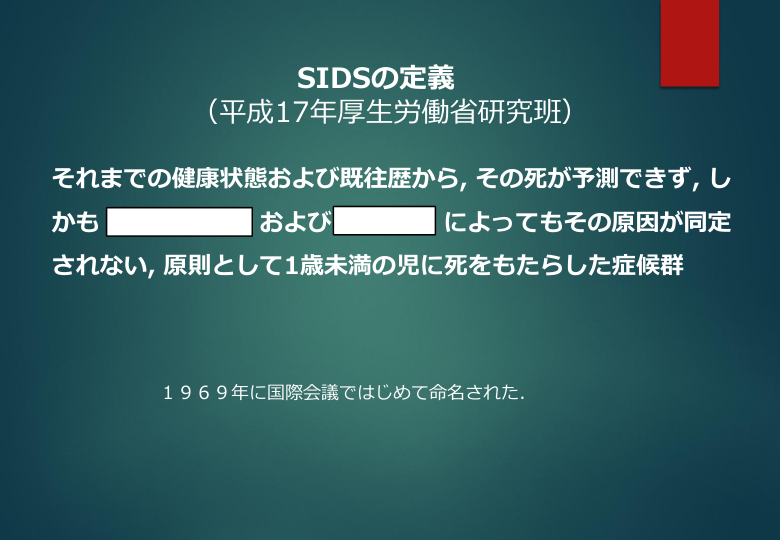 SIDSの定義
（平成17年厚生労働省研究班）
それまでの健康状態および既往歴から, その死が予測できず, し
かも および によってもその原因が同定
されない, 原則として1歳未満の児に死をもたらした症候群
１９６９年に国際会議ではじめて命名された.